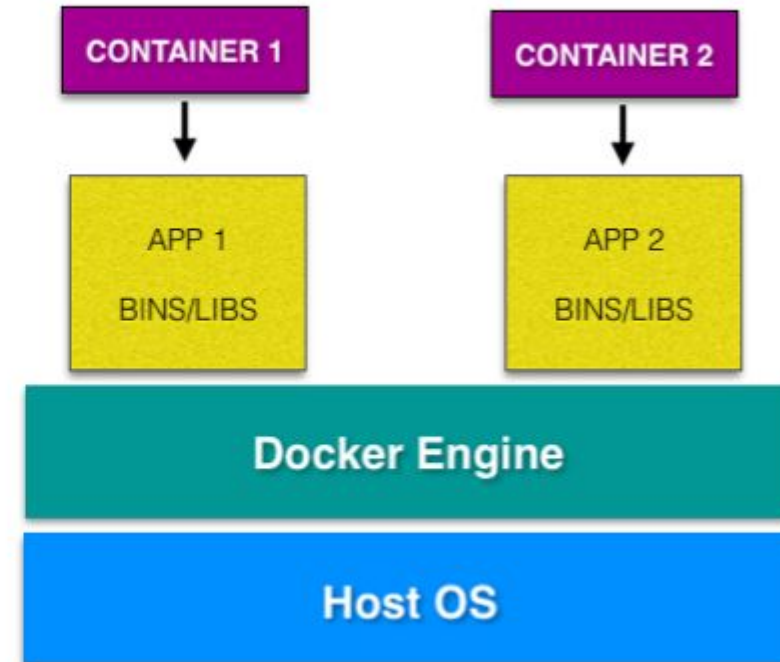 CONTAINER 1
CONTAINER 2
APP 1
BINS/LIBS
APP 2
BINS/LIBS
Docker Engine
Host OS